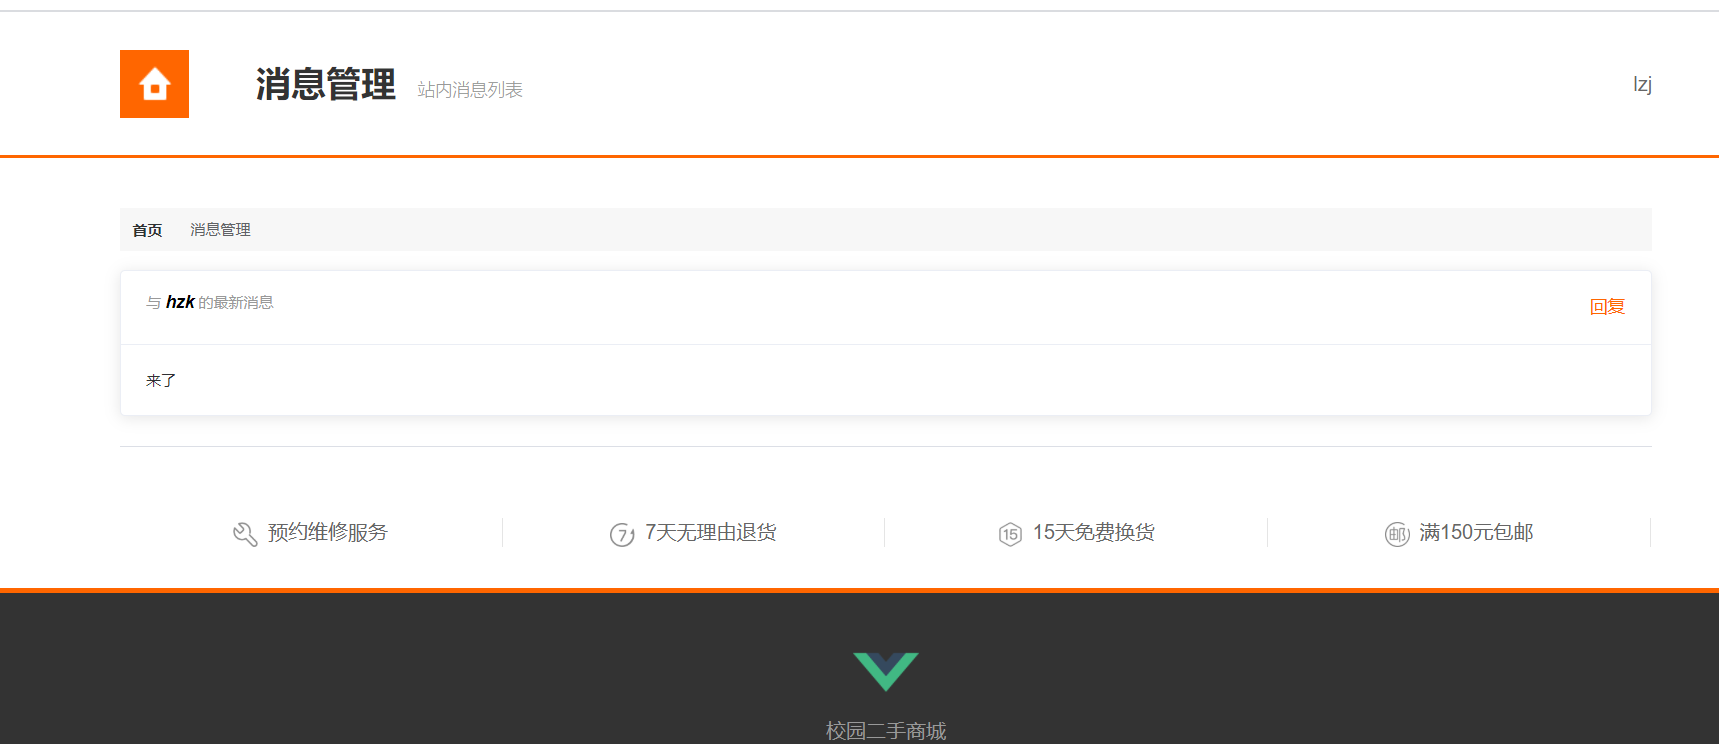 消息管理 站内消息列表 lzj
首页 消息管理
与 hzk 的最新消息 回复
来了
预约维修服务 7天无理由退货 15天免费换货 满150元包邮
校园二手商城